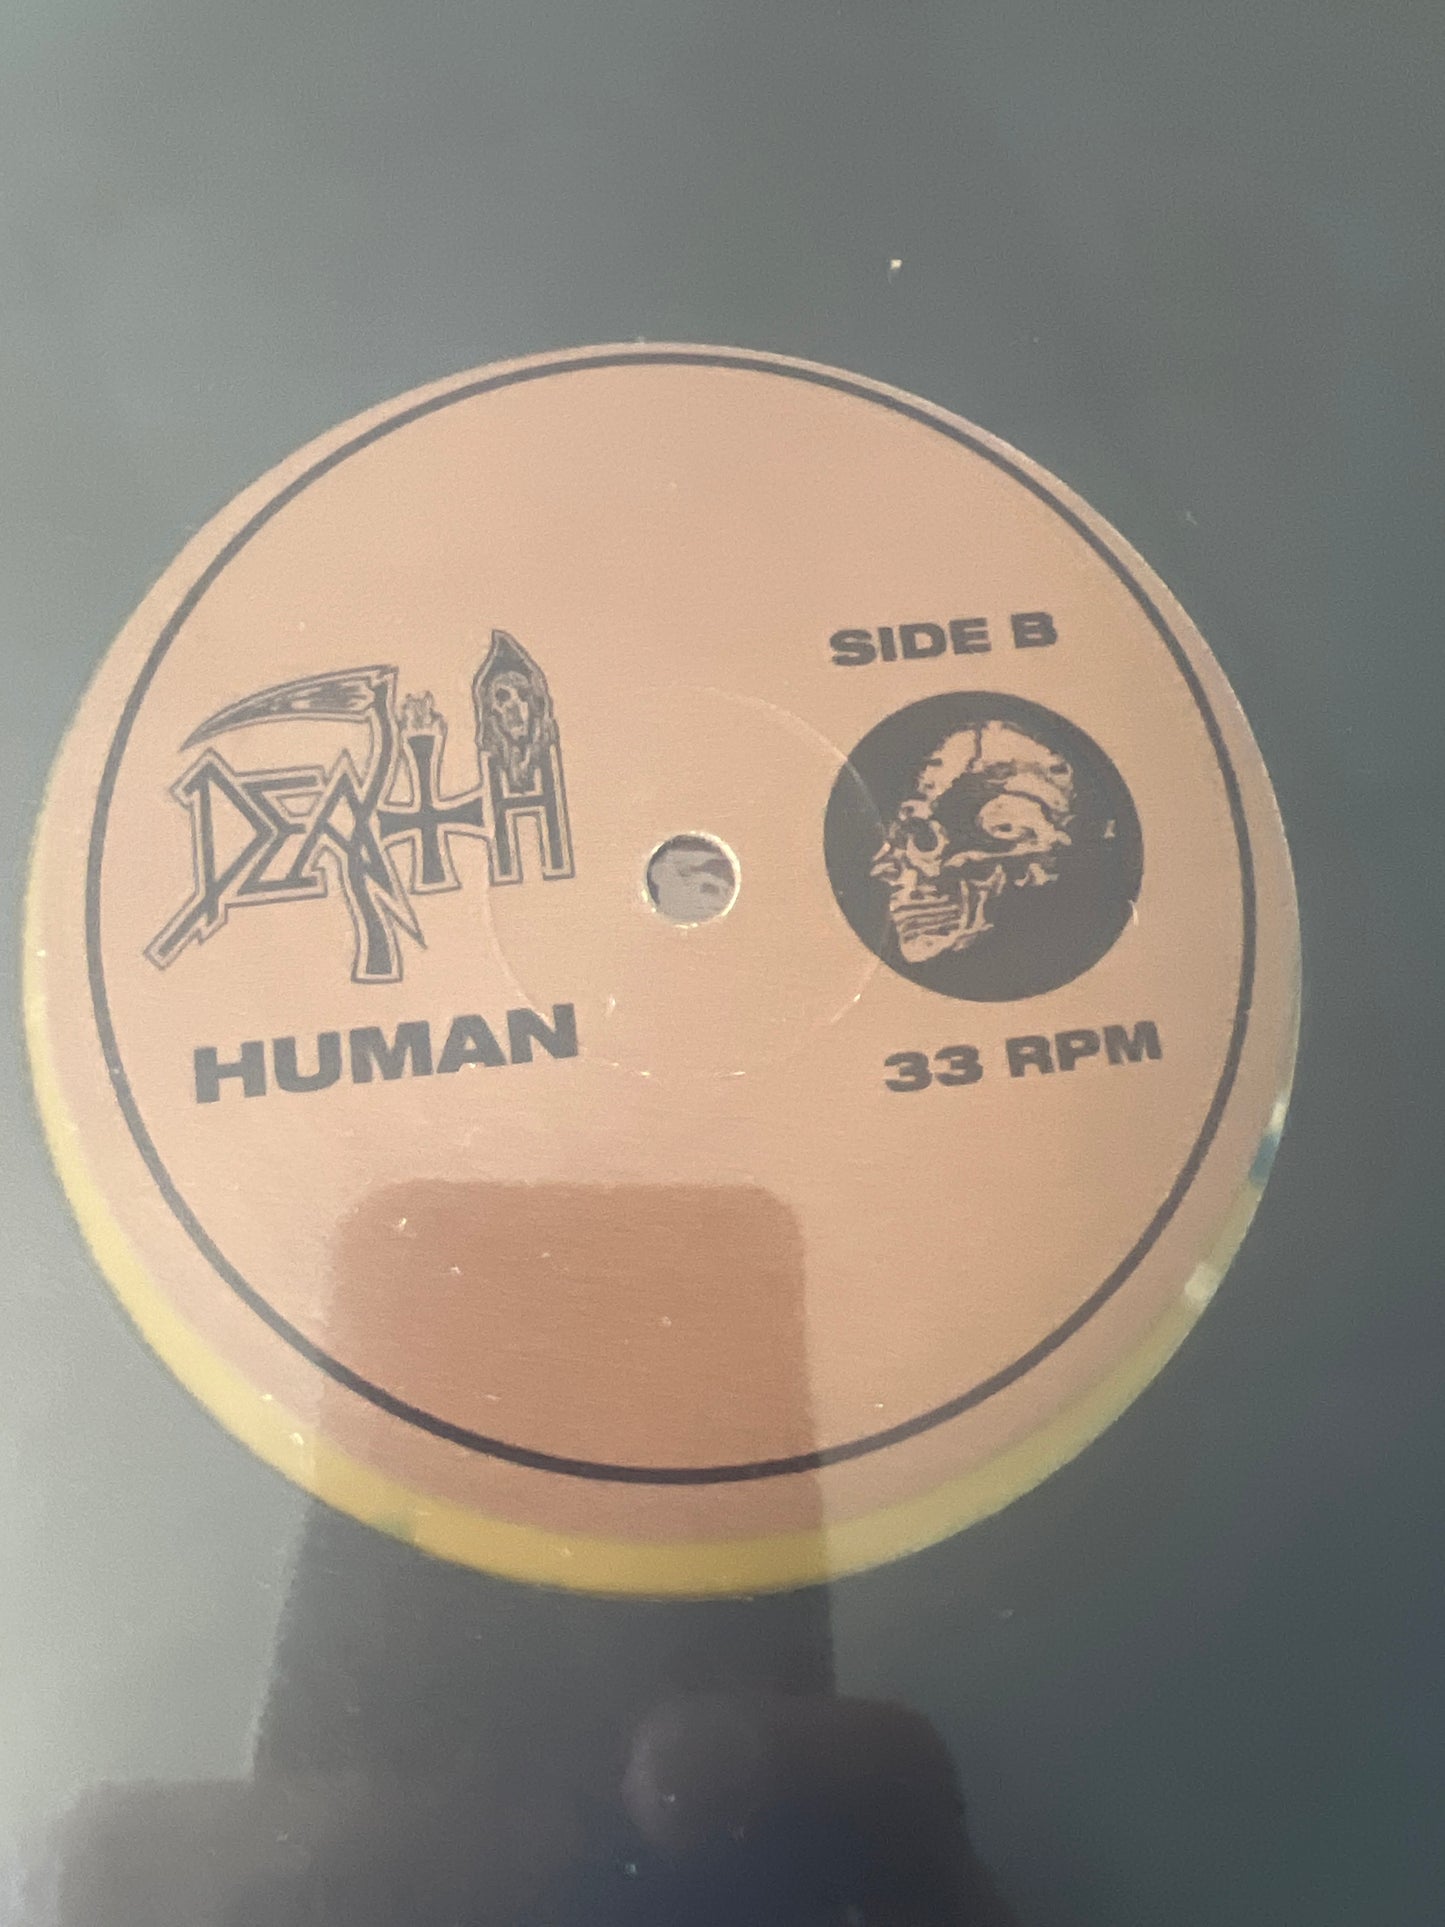 DEATH
HUMAN
SIDE B
33 RPM